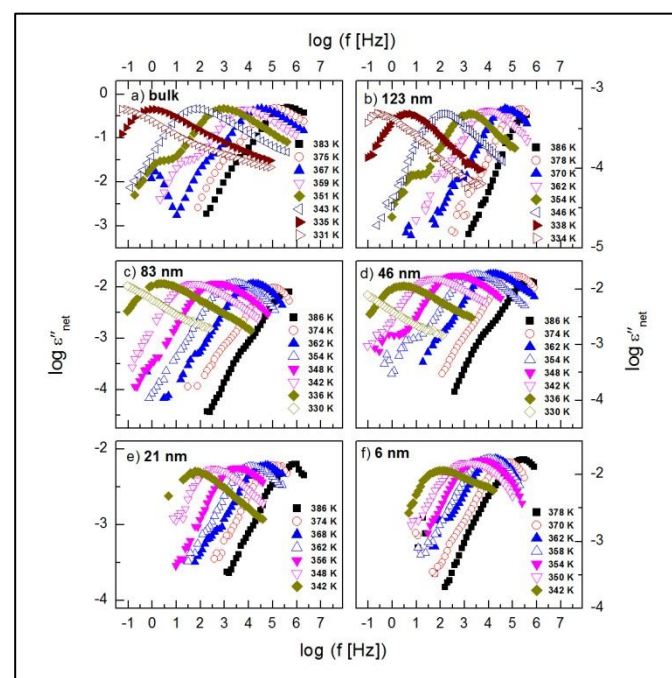 log (f [Hz])
-1 0 1 2 3 4 5 6 7 -1 0 1 2 3 4 5 6 7
0
-1
-2
-3
a) bulk
383 K
375 K
367 K
359 K
351 K
343 K
335 K
331 K
b) 123 nm
386 K
378 K
370 K
362 K
354 K
346 K
338 K
334 K
-3
-4
-5
log ε″net
-2
-3
-4
c) 83 nm
386 K
374 K
362 K
354 K
348 K
342 K
336 K
330 K
d) 46 nm
386 K
374 K
362 K
354 K
348 K
342 K
336 K
330 K
-1
-2
-3
-4
log ε″net
-2
-3
-4
e) 21 nm
386 K
374 K
368 K
362 K
356 K
348 K
342 K
f) 6 nm
378 K
370 K
362 K
358 K
354 K
350 K
342 K
-2
-3
-4
-1 0 1 2 3 4 5 6 7 -1 0 1 2 3 4 5 6 7
log (f [Hz])